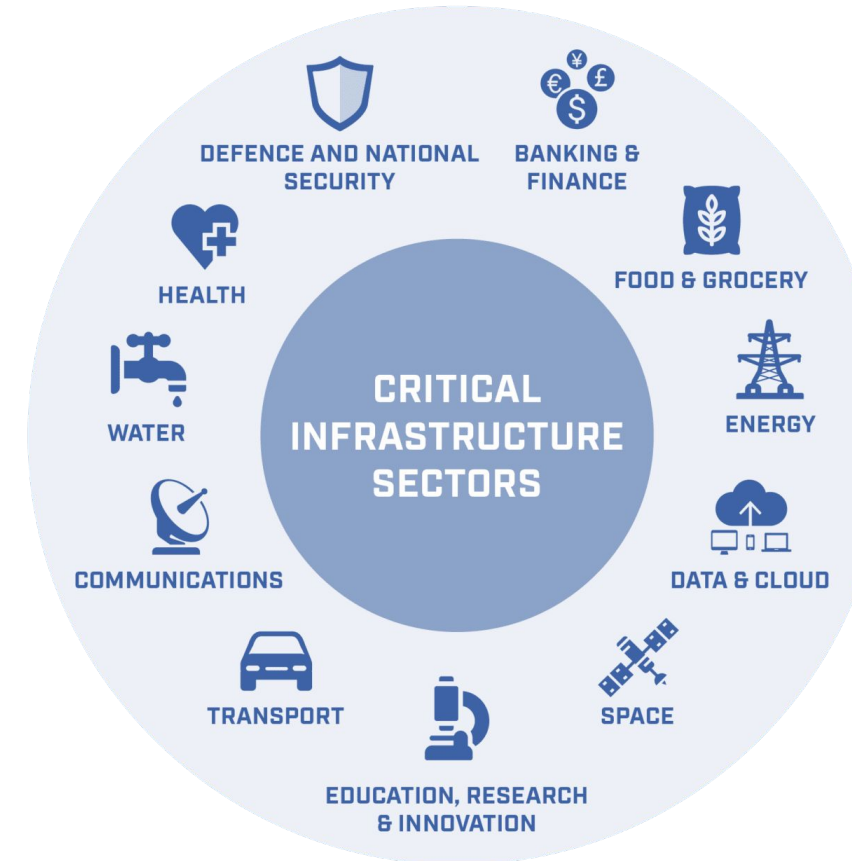 DEFENCE AND NATIONAL
SECURITY
BANKING &
FINANCE
FOOD & GROCERY
ENERGY
DATA & CLOUD
SPACE
EDUCATION, RESEARCH
& INNOVATION
TRANSPORT
COMMUNICATIONS
WATER
HEALTH
CRITICAL
INFRASTRUCTURE
SECTORS
¥
€
£
$